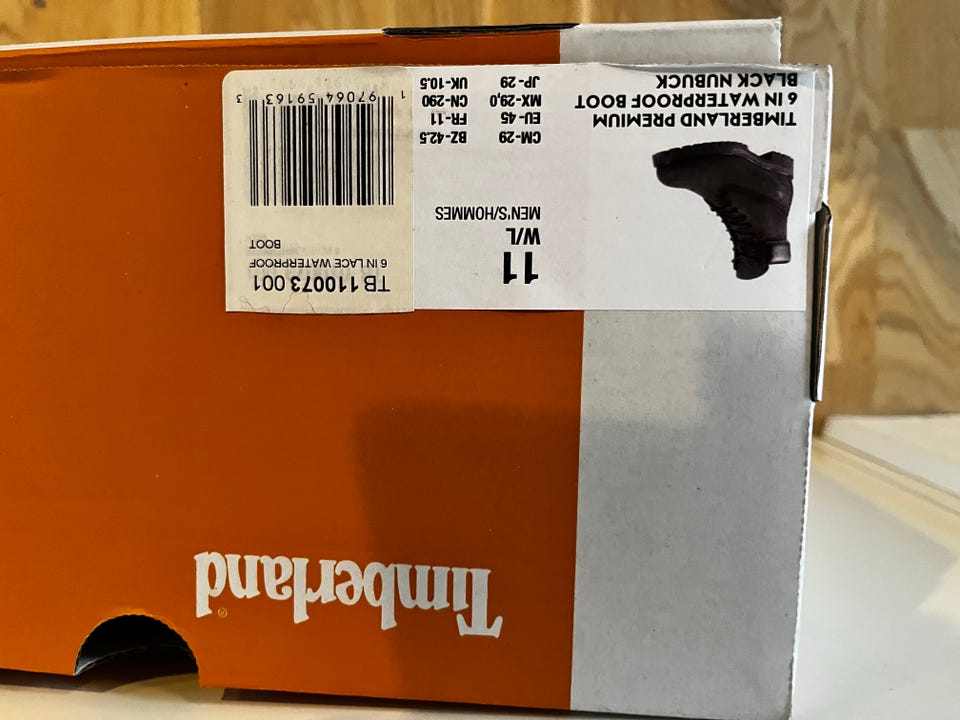 Timberland®
TB110073 001
6 IN LACE WATERPROOF
BOOT
1 97064 59163 3
11
W/L
MEN'S/HOMMES
CM-29 BZ-42.5
EU-45 FR-11
MX-29,0 CN-290
JP-29 UK-10.5
TIMBERLAND PREMIUM
6 IN WATERPROOF BOOT
BLACK NUBUCK